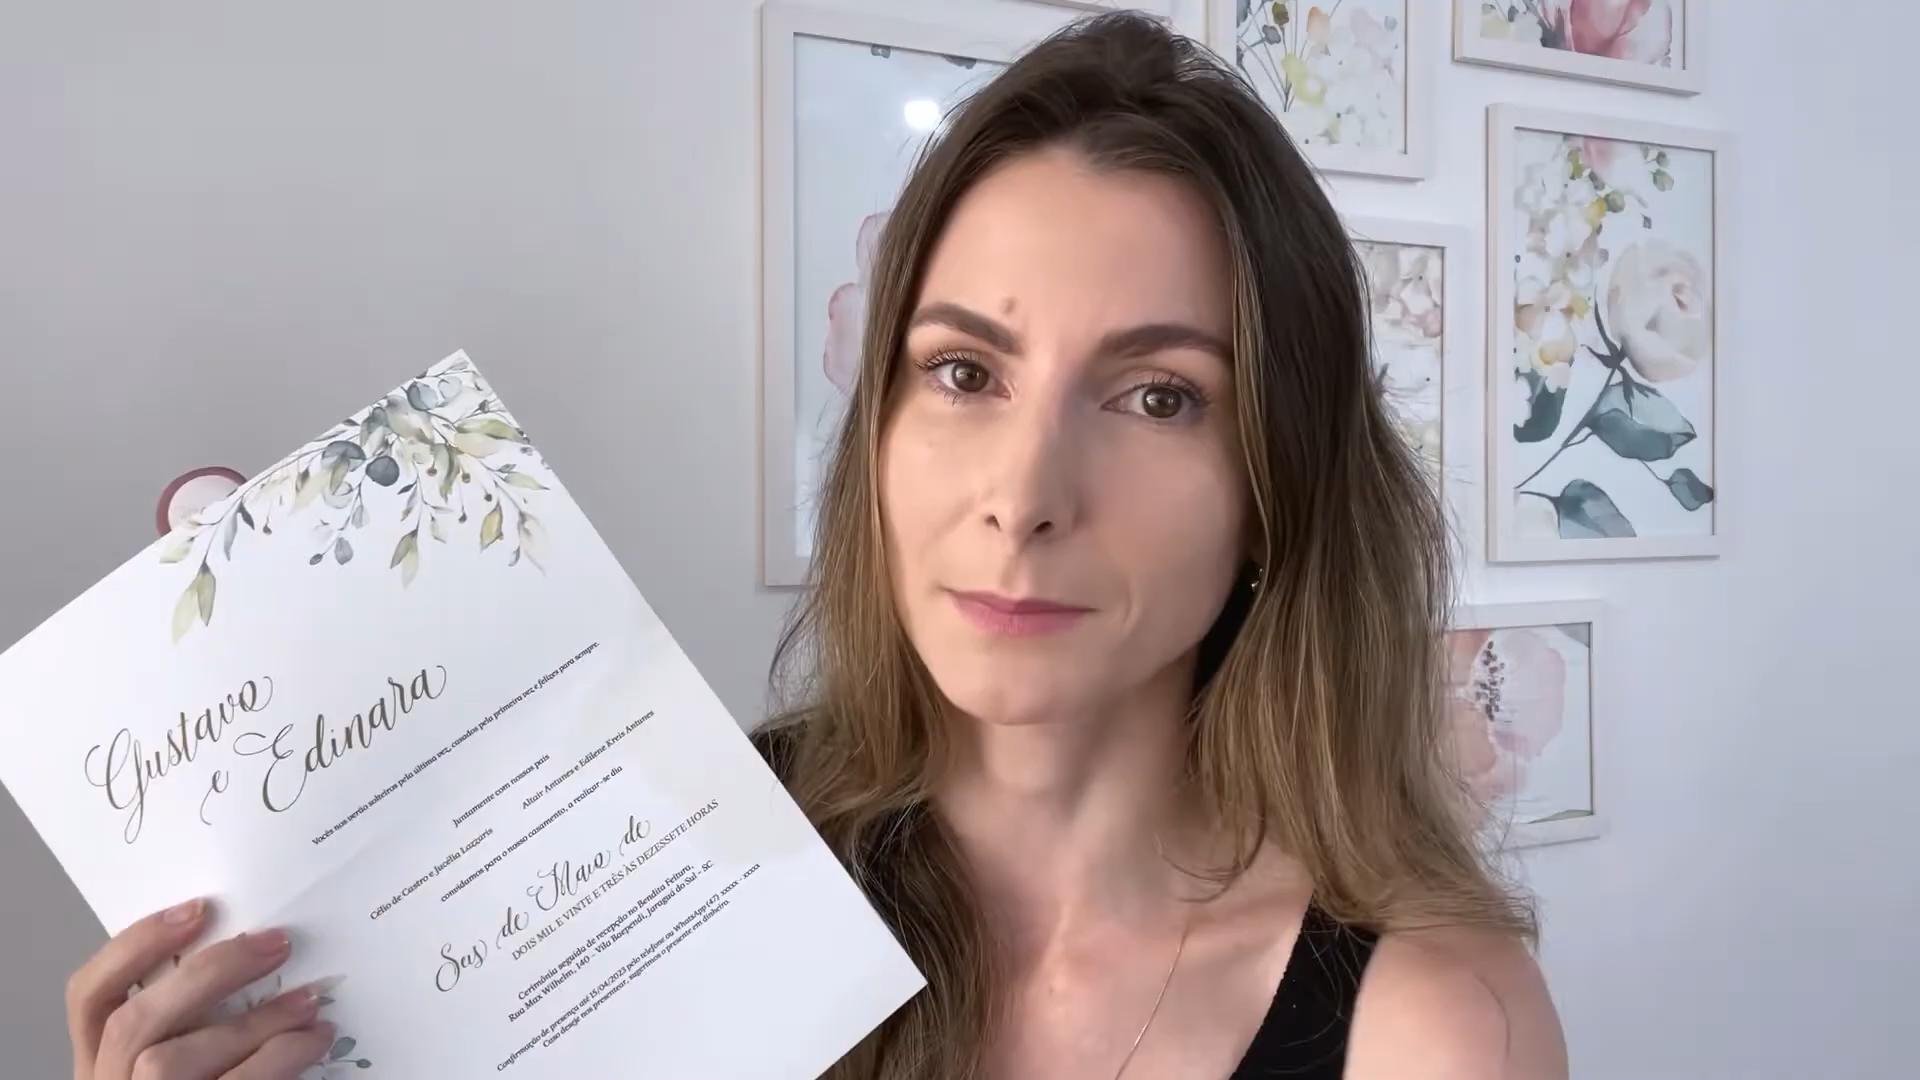 Gustavo
e Edinara
Vocês nos verão solteiros pela última vez, casados pela primeira vez e felizes para sempre.
Juntamente com nossos pais
Célio de Castro e Jucélia Lazzaris Altair Antunes e Edilene Kreis Antunes
convidamos para o nosso casamento, a realizar-se dia
Seis de Maio de
DOIS MIL E VINTE E TRÊS ÀS DEZESSETE HORAS
Cerimônia seguida de recepção no Bendita Feitura,
Rua Max Wilhelm, 140 - Vila Baependi, Jaraguá do Sul - SC
Confirmação de presença até 15/04/2023 pelo telefone ou WhatsApp (47) xxxxx - xxxxx
Caso deseje nos presentear, sugerimos o presente em dinheiro.